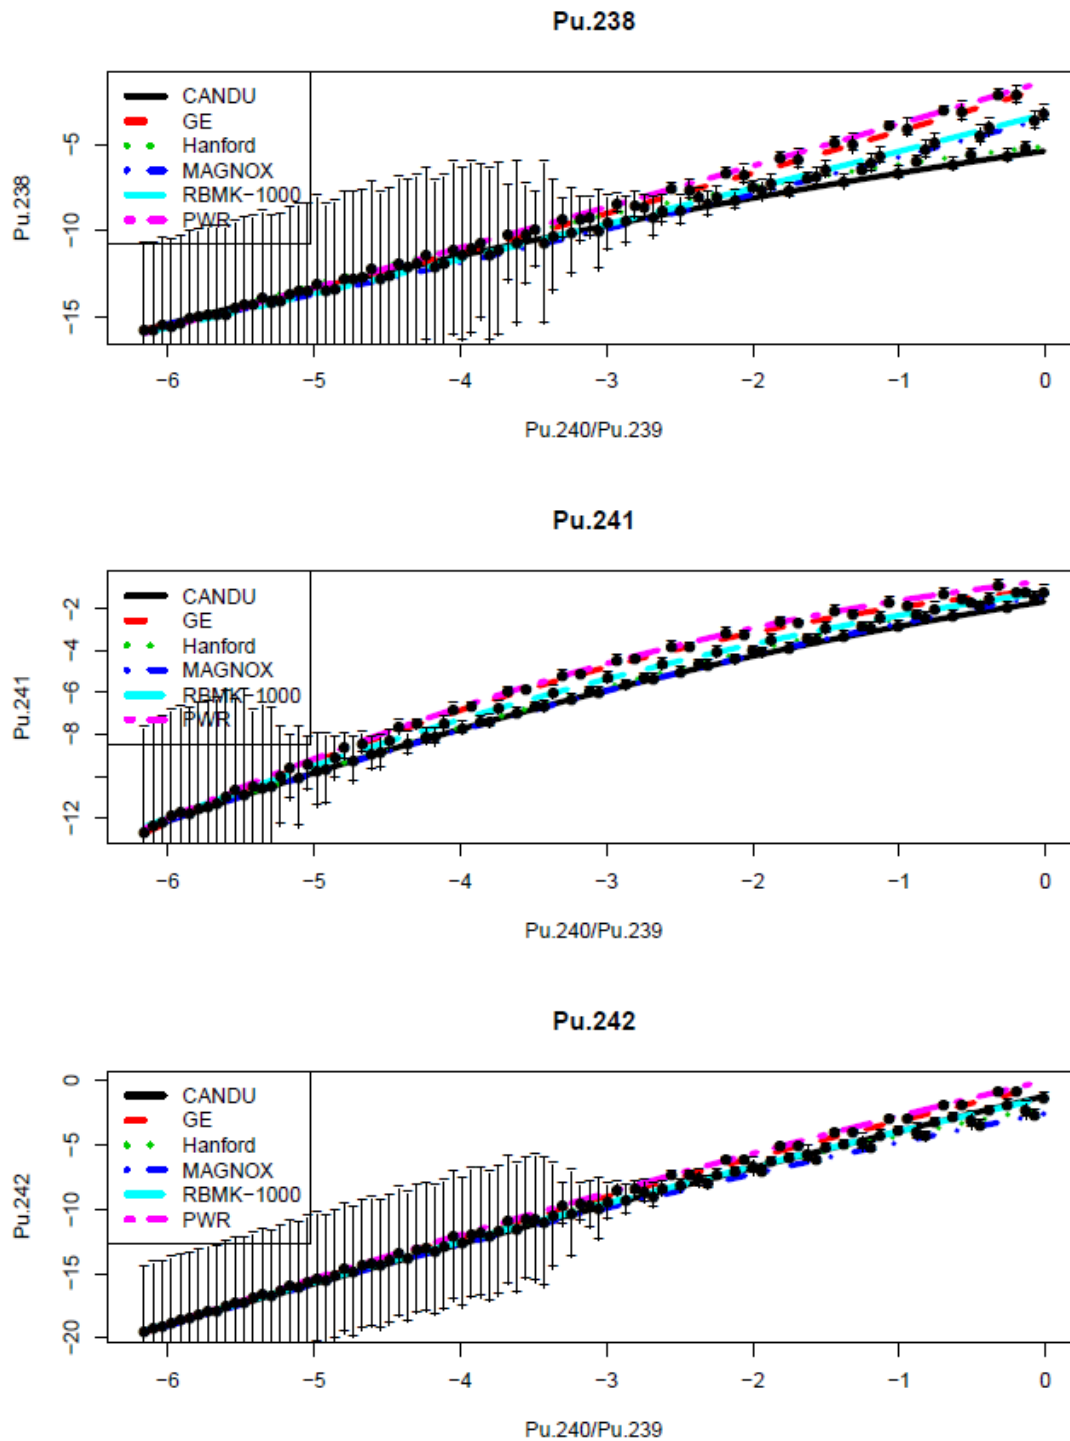 Pu.238
CANDU
GE
Hanford
MAGNOX
RBMK-1000
PWR
-5
-10
-15
Pu.238
-6 -5 -4 -3 -2 -1 0
Pu.240/Pu.239
Pu.241
CANDU
GE
Hanford
MAGNOX
RBMK-1000
PWR
-2
-4
-6
-8
-12
Pu.241
-6 -5 -4 -3 -2 -1 0
Pu.240/Pu.239
Pu.242
CANDU
GE
Hanford
MAGNOX
RBMK-1000
PWR
0
-5
-10
-15
-20
Pu.242
-6 -5 -4 -3 -2 -1 0
Pu.240/Pu.239